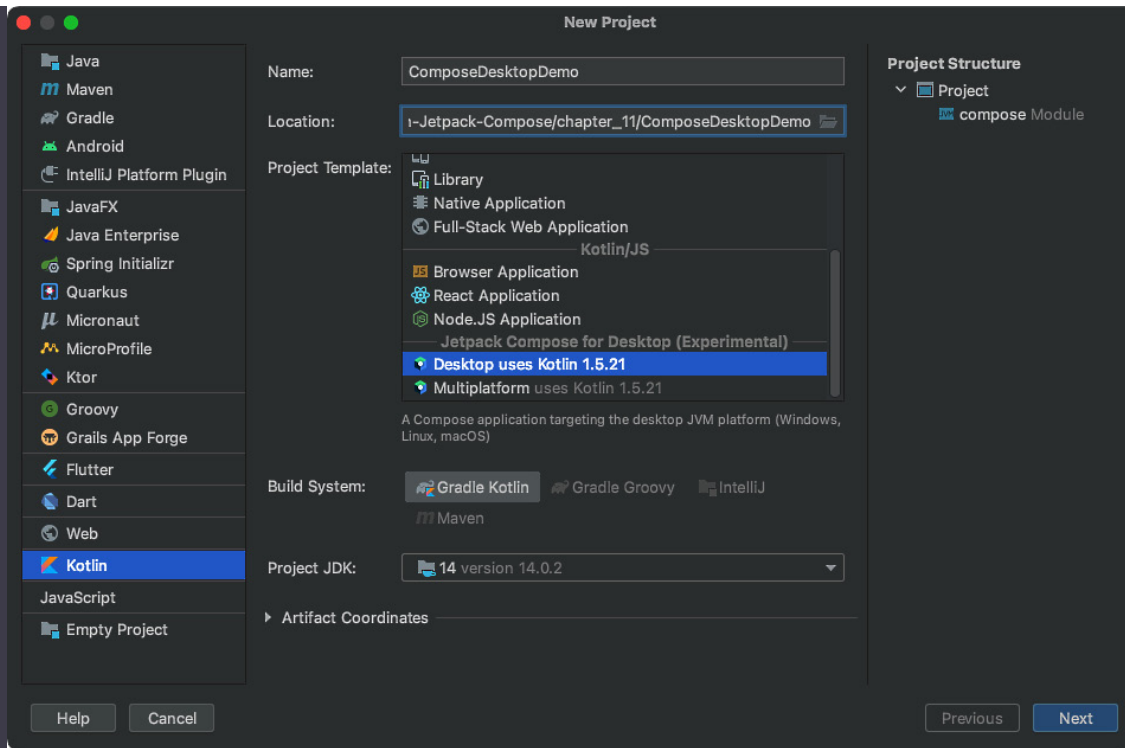 New Project
Java
Maven
Gradle
Android
IntelliJ Platform Plugin
JavaFX
Java Enterprise
Spring Initializr
Quarkus
Micronaut
MicroProfile
Ktor
Groovy
Grails App Forge
Flutter
Dart
Web
Kotlin
JavaScript
Empty Project
Name:
ComposeDesktopDemo
Location:
-Jetpack-Compose/chapter_11/ComposeDesktopDemo
Project Template:
Library
Native Application
Full-Stack Web Application
Kotlin/JS
Browser Application
React Application
Node.JS Application
Jetpack Compose for Desktop (Experimental)
Desktop uses Kotlin 1.5.21
Multiplatform uses Kotlin 1.5.21
A Compose application targeting the desktop JVM platform (Windows,
Linux, macOS)
Build System:
Gradle Kotlin
Gradle Groovy
IntelliJ
Maven
Project JDK:
14 version 14.0.2
Artifact Coordinates
Project Structure
Project
compose Module
Help
Cancel
Previous
Next